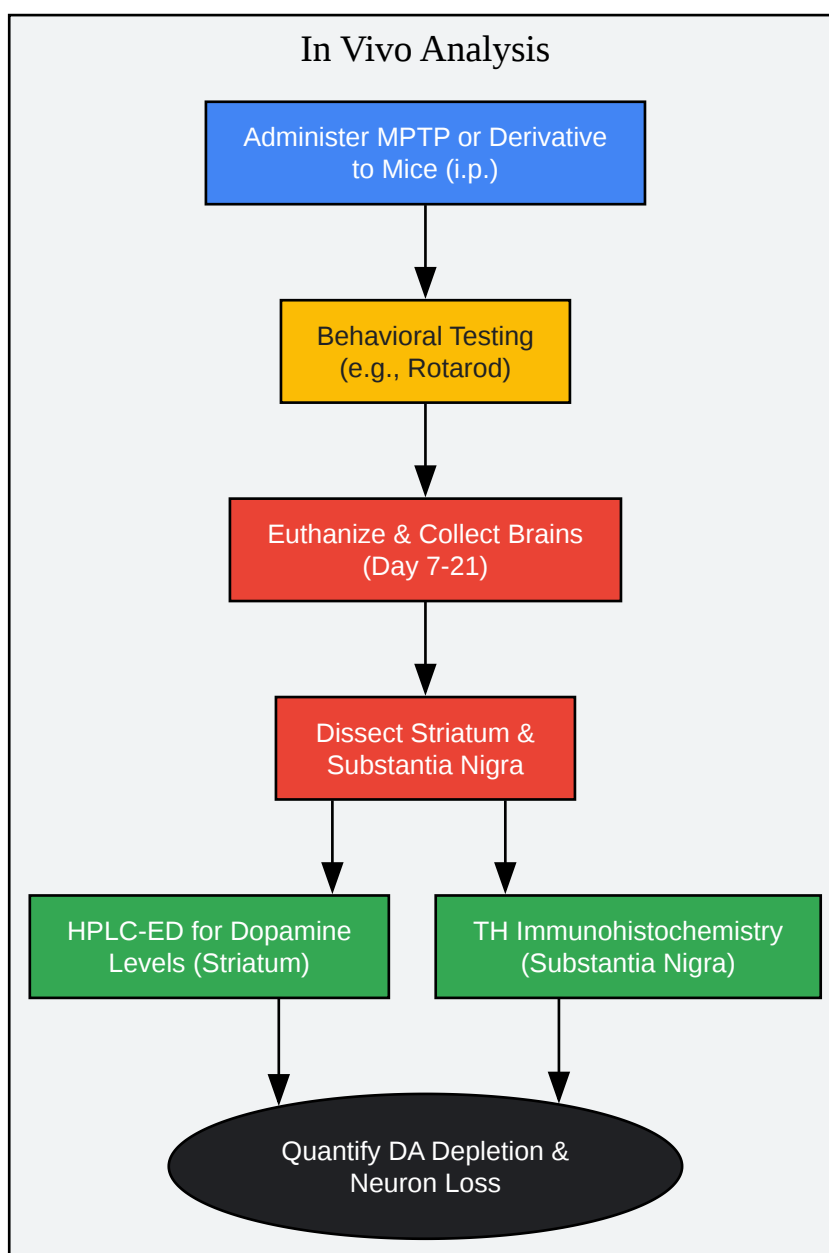 In Vivo Analysis
Administer MPTP or Derivative
to Mice (i.p.)
Behavioral Testing
(e.g., Rotarod)
Euthanize & Collect Brains
(Day 7-21)
Dissect Striatum &
Substantia Nigra
HPLC-ED for Dopamine
Levels (Striatum)
TH Immunohistochemistry
(Substantia Nigra)
Quantify DA Depletion &
Neuron Loss